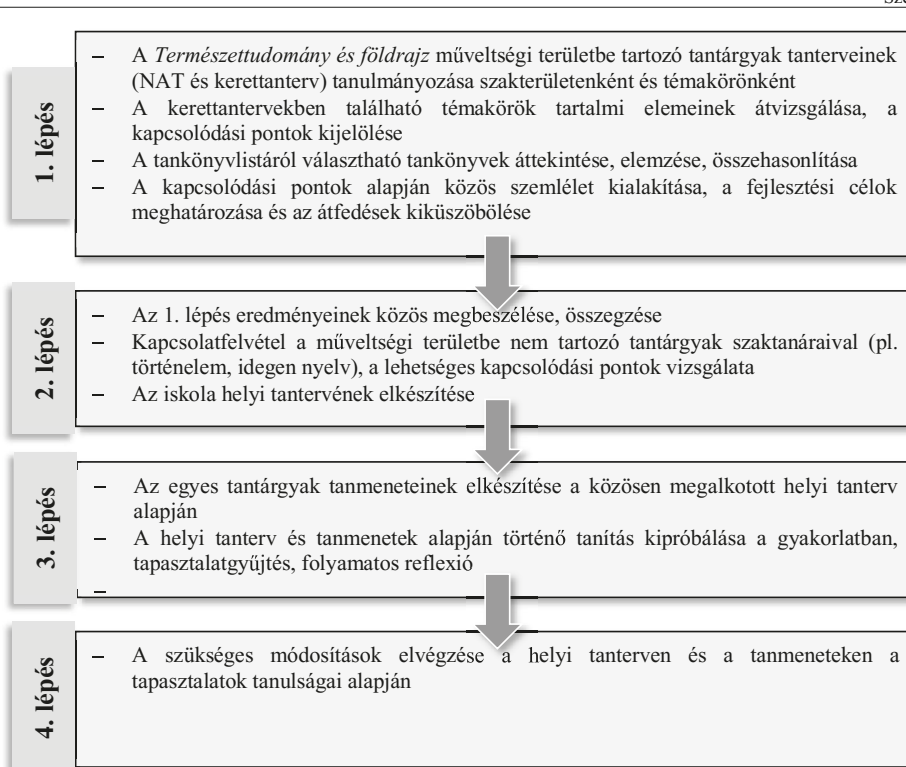 1. lépés
– A Természettudomány és földrajz műveltségi területbe tartozó tantárgyak tanterveinek
(NAT és kerettanterv) tanulmányozása szakterületenként és témakörönként
– A kerettantervekben található témakörök tartalmi elemeinek átvizsgálása, a
kapcsolódási pontok kijelölése
– A tankönyvlistáról választható tankönyvek áttekintése, elemzése, összehasonlítása
– A kapcsolódási pontok alapján közös szemlélet kialakítása, a fejlesztési célok
meghatározása és az átfedések kiküszöbölése
2. lépés
– Az 1. lépés eredményeinek közös megbeszélése, összegzése
– Kapcsolatfelvétel a műveltségi területbe nem tartozó tantárgyak szaktanáraival (pl.
történelem, idegen nyelv), a lehetséges kapcsolódási pontok vizsgálata
– Az iskola helyi tantervének elkészítése
3. lépés
– Az egyes tantárgyak tanmeneteinek elkészítése a közösen megalkotott helyi tanterv
alapján
– A helyi tanterv és tanmenetek alapján történő tanítás kipróbálása a gyakorlatban,
tapasztalatgyűjtés, folyamatos reflexió
–
4. lépés
– A szükséges módosítások elvégzése a helyi tanterven és a tanmeneteken a
tapasztalatok tanulságai alapján